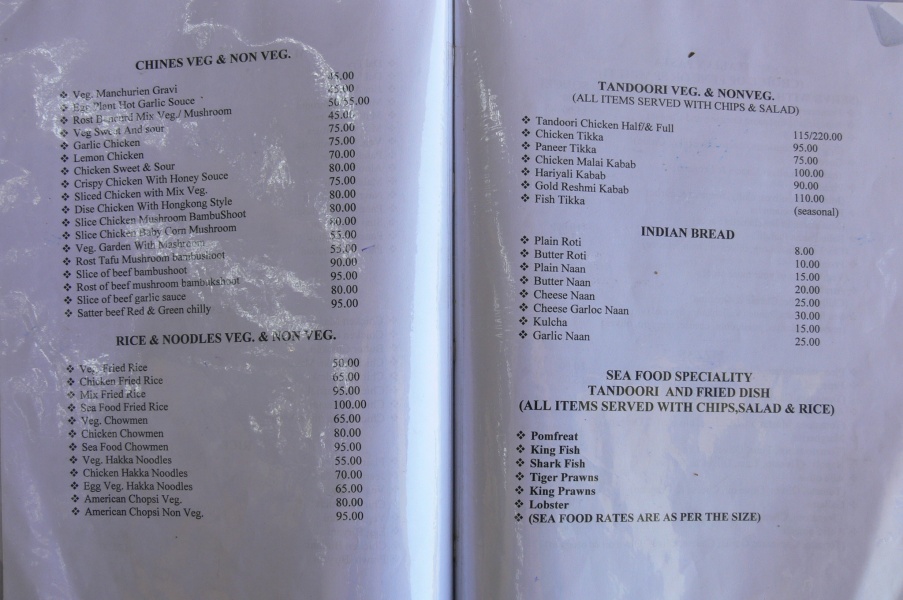 CHINES VEG & NON VEG.
❖ Veg. Manchurien Gravi 45.00
❖ Egg Plant Hot Garlic Souce 45.00
❖ Rost Mix Veg./ Mushroom 50/55.00
❖ Veg Sweet And sour 45.00
❖ Garlic Chicken 75.00
❖ Lemon Chicken 75.00
❖ Chicken Sweet & Sour 70.00
❖ Crispy Chicken With Honey Souce 80.00
❖ Sliced Chicken with Mix Veg. 75.00
❖ Dise Chicken With Hongkong Style 80.00
❖ Slice Chicken Mushroom BambuShoot 80.00
❖ Slice Chicken Baby Corn Mushroom
❖ Veg. Garden With Mashroom 55.00
❖ Rost Tafu Mushroom bambushoot 55.00
❖ Slice of beef bambushoot 90.00
❖ Rost of beef mushroom bambukshoot 95.00
❖ Slice of beef garlic sauce 80.00
❖ Satter beef Red & Green chilly 95.00
RICE & NOODLES VEG. & NON VEG.
❖ Veg. Fried Rice 50.00
❖ Chicken Fried Rice 65.00
❖ Mix Fried Rice 95.00
❖ Sea Food Fried Rice 100.00
❖ Veg. Chowmen 65.00
❖ Chicken Chowmen 80.00
❖ Sea Food Chowmen 95.00
❖ Veg. Hakka Noodles 55.00
❖ Chicken Hakka Noodles 70.00
❖ Egg Veg. Hakka Noodles 65.00
❖ American Chopsi Veg. 80.00
❖ American Chopsi Non Veg. 95.00
TANDOORI VEG. & NONVEG.
(ALL ITEMS SERVED WITH CHIPS & SALAD)
❖ Tandoori Chicken Half/& Full 115/220.00
❖ Chicken Tikka 95.00
❖ Paneer Tikka 75.00
❖ Chicken Malai Kabab 100.00
❖ Hariyali Kabab 90.00
❖ Gold Reshmi Kabab 110.00
❖ Fish Tikka (seasonal)
INDIAN BREAD
❖ Plain Roti 8.00
❖ Butter Roti 10.00
❖ Plain Naan 15.00
❖ Butter Naan 20.00
❖ Cheese Naan 25.00
❖ Cheese Garloc Naan 30.00
❖ Kulcha 15.00
❖ Garlic Naan 25.00
SEA FOOD SPECIALITY
TANDOORI AND FRIED DISH
(ALL ITEMS SERVED WITH CHIPS,SALAD & RICE)
❖ Pomfreat
❖ King Fish
❖ Shark Fish
❖ Tiger Prawns
❖ King Prawns
❖ Lobster
❖ (SEA FOOD RATES ARE AS PER THE SIZE)